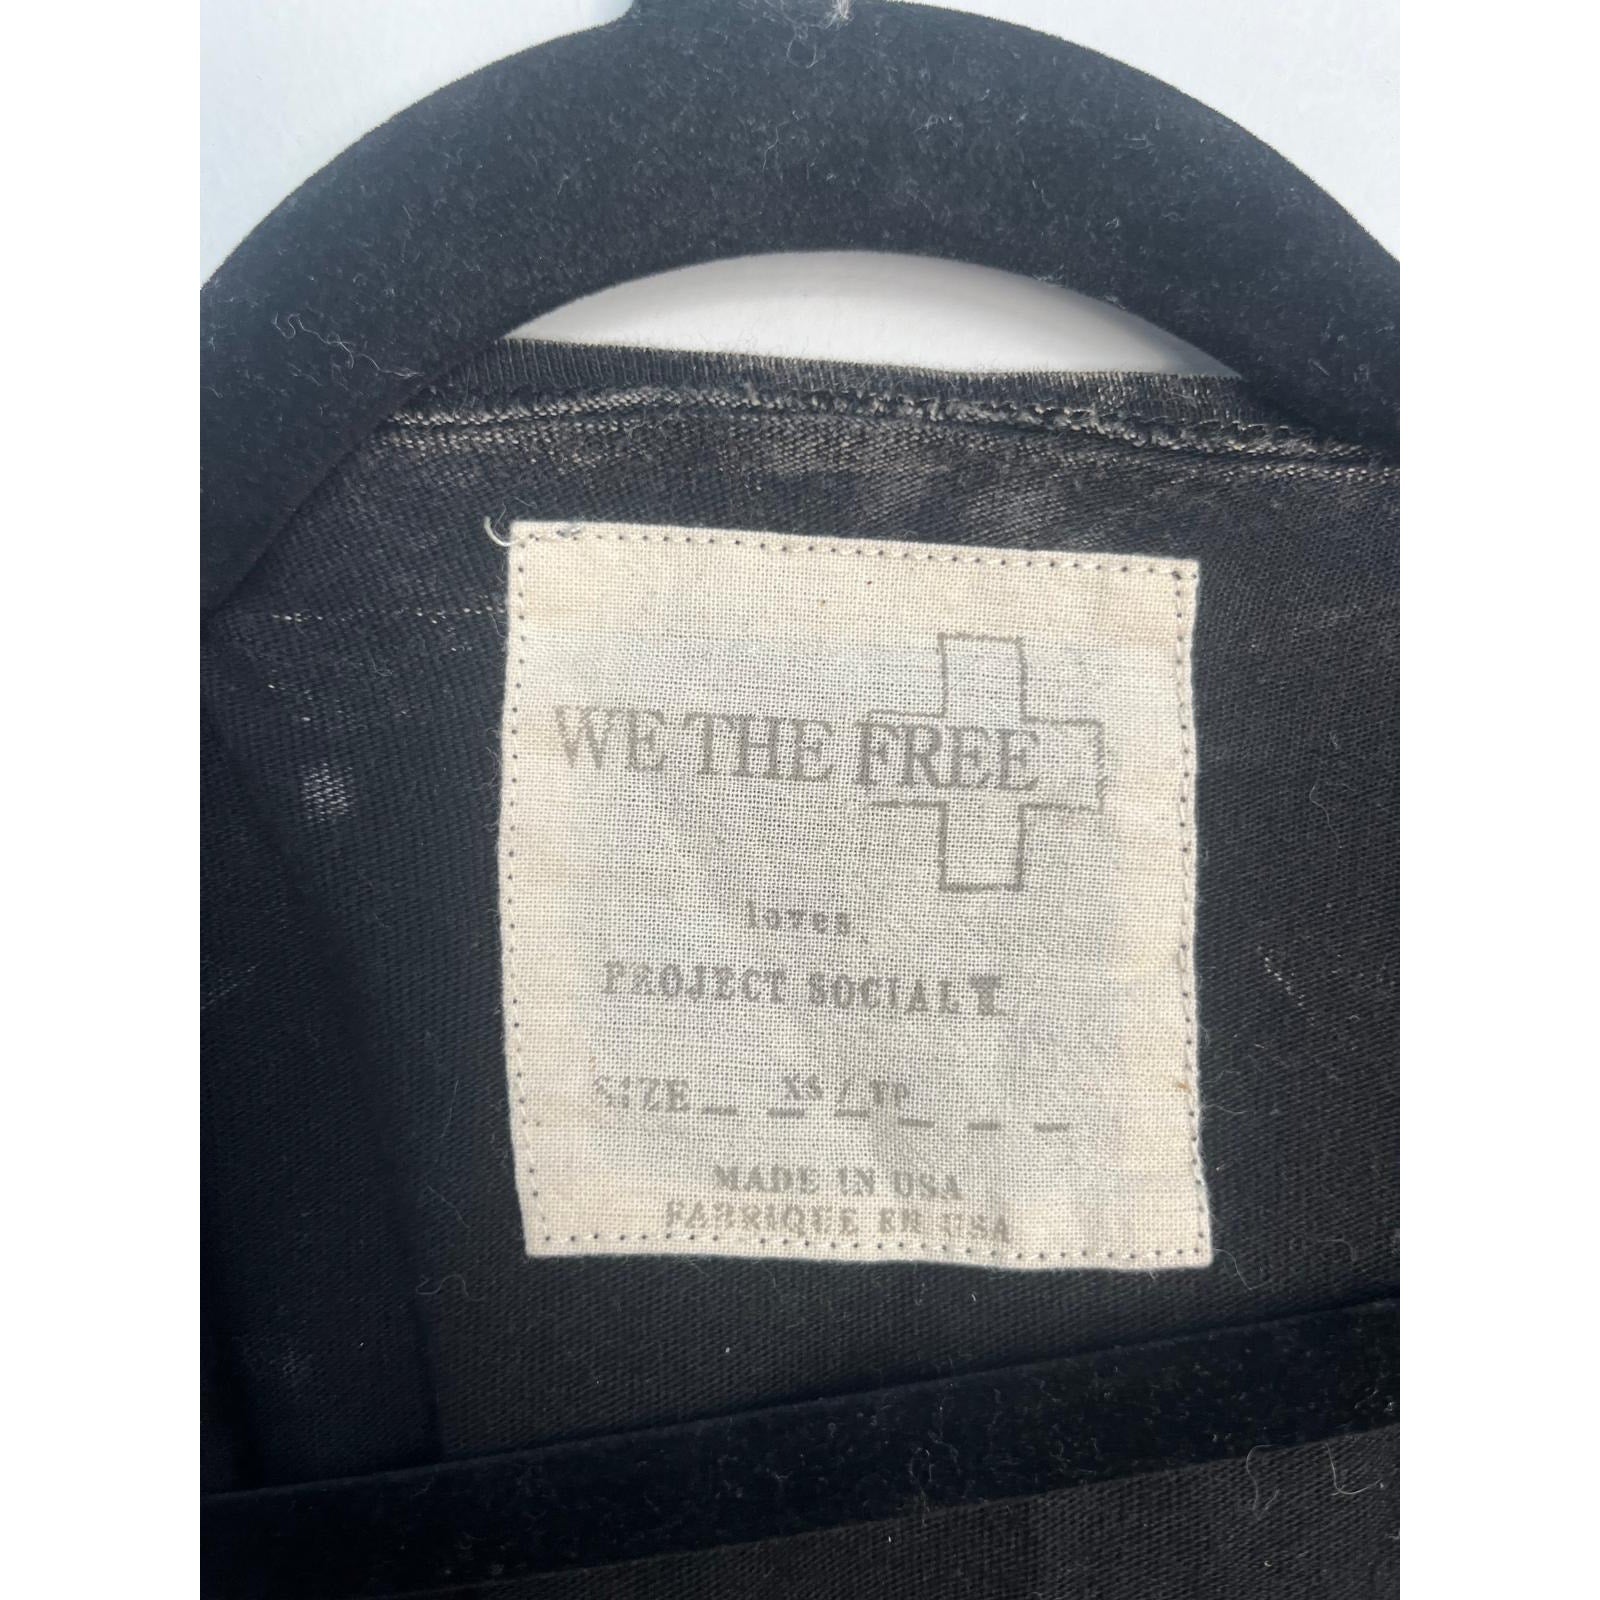 WE THE FREE
loves
PROJECT SOCIAL T
SIZE XS / TP
MADE IN USA
FABRIQUE EN USA